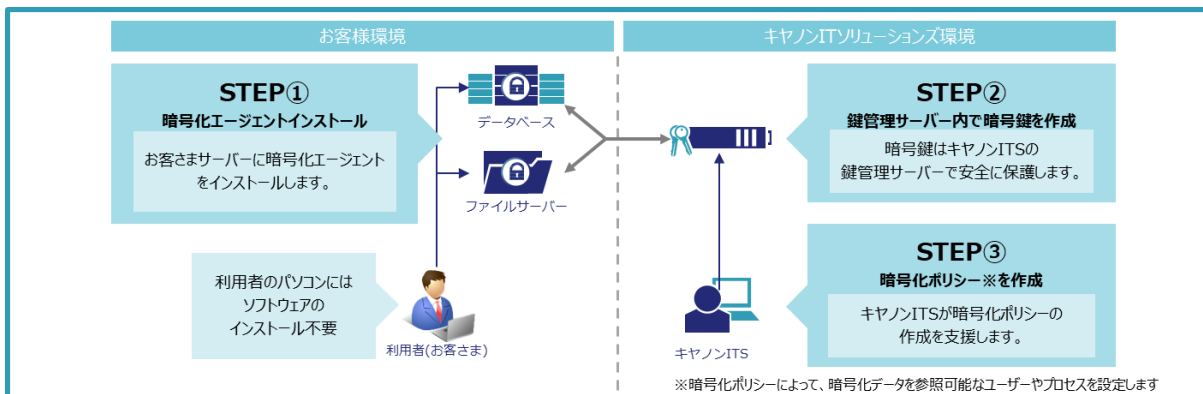 お客様環境
キヤノンITソリューションズ環境
STEP①
暗号化エージェントインストール
お客さまサーバーに暗号化エージェント
をインストールします。
データベース
ファイルサーバー
利用者のパソコンには
ソフトウェアの
インストール不要
利用者(お客さま)
STEP②
鍵管理サーバー内で暗号鍵を作成
暗号鍵はキヤノンITSの
鍵管理サーバーで安全に保護します。
STEP③
暗号化ポリシー※を作成
キヤノンITSが暗号化ポリシーの
作成を支援します。
キヤノンITS
※暗号化ポリシーによって、暗号化データを参照可能なユーザーやプロセスを設定します